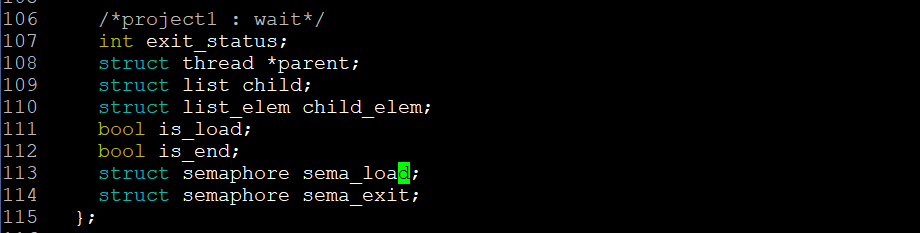 106 /*project1 : wait*/
107 int exit_status;
108 struct thread *parent;
109 struct list child;
110 struct list_elem child_elem;
111 bool is_load;
112 bool is_end;
113 struct semaphore sema_load;
114 struct semaphore sema_exit;
115 };